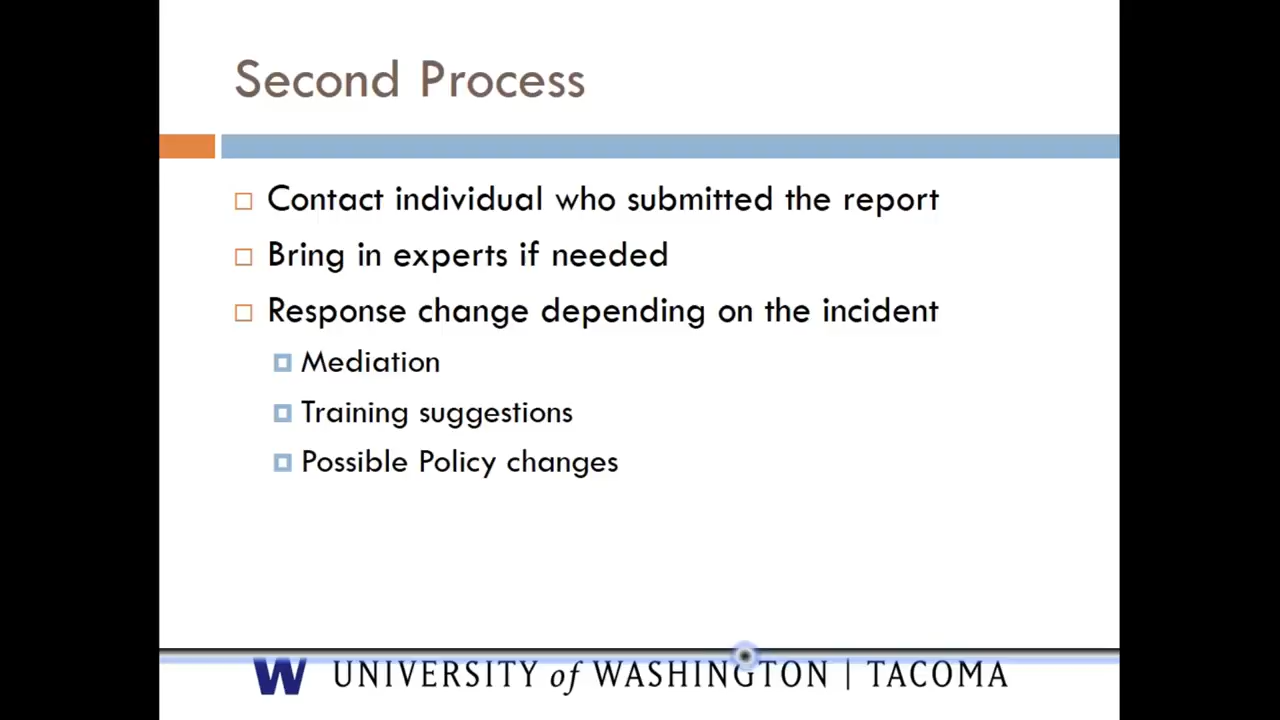 Second Process
Contact individual who submitted the report
Bring in experts if needed
Response change depending on the incident
Mediation
Training suggestions
Possible Policy changes
W UNIVERSITY of WASHINGTON | TACOMA